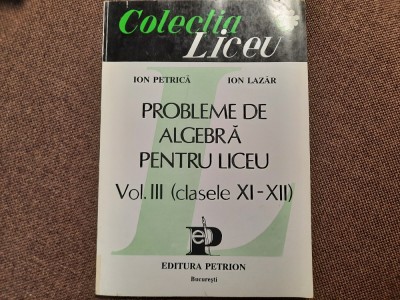 Colecția
Liceu
ION PETRICĂ ION LAZĂR
PROBLEME DE
ALGEBRĂ
PENTRU LICEU
Vol. III (clasele XI-XII)
EDITURA PETRION
București